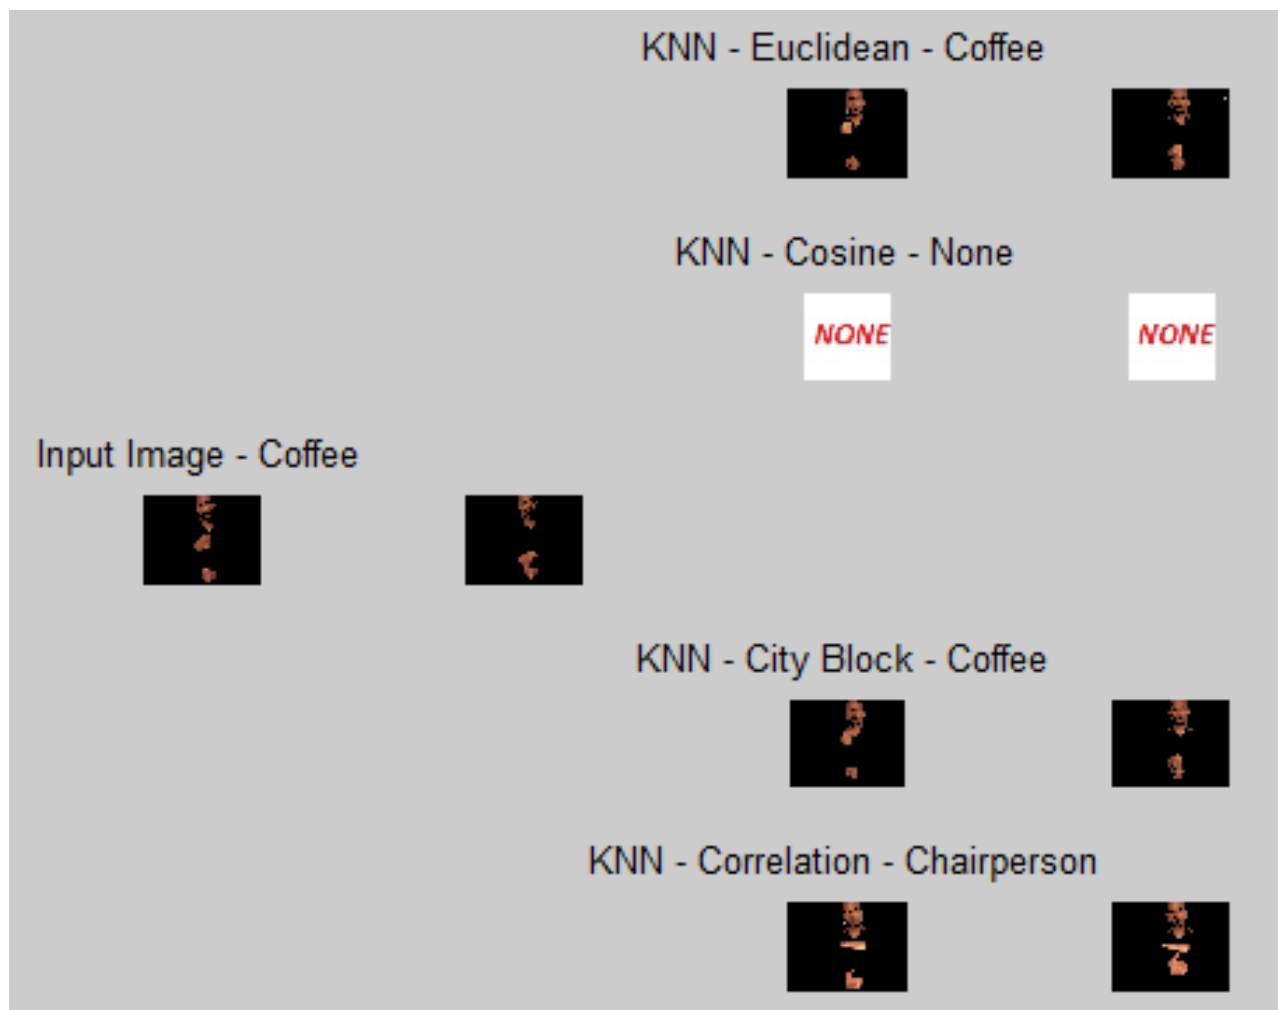 KNN - Euclidean - Coffee
KNN - Cosine - None
NONE NONE
Input Image - Coffee
KNN - City Block - Coffee
KNN - Correlation - Chairperson